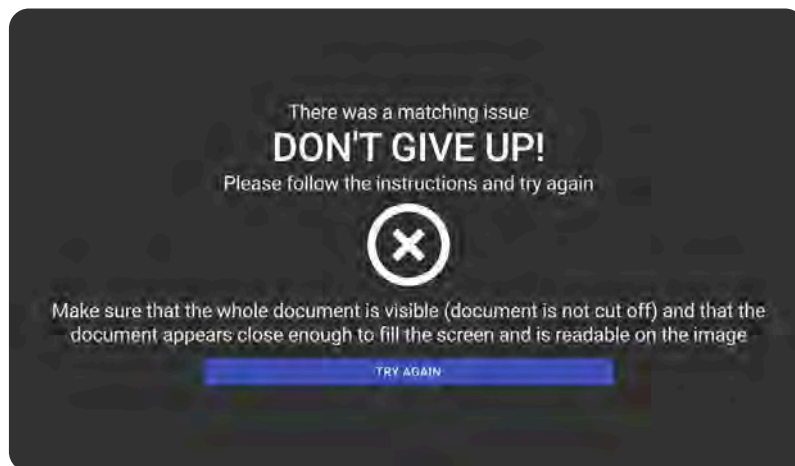 There was a matching issue
DON'T GIVE UP!
Please follow the instructions and try again
Make sure that the whole document is visible (document is not cut off) and that the
document appears close enough to fill the screen and is readable on the image
TRY AGAIN